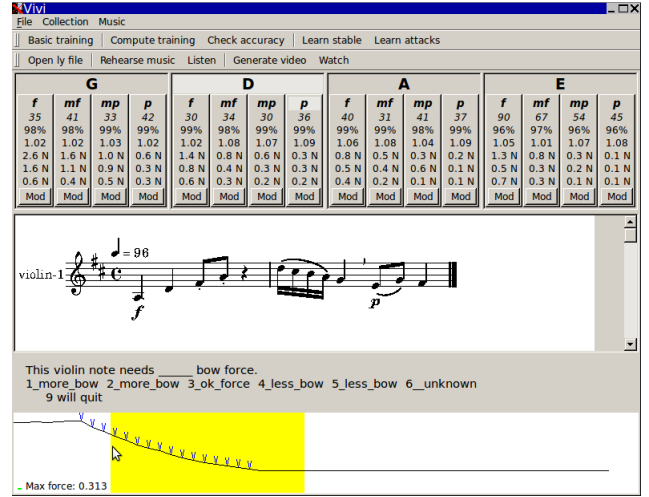 Vivi
File Collection Music
Basic training Compute training Check accuracy Learn stable Learn attacks
Open ly file Rehearse music Listen Generate video Watch
G D A E
f mf mp p f mf mp p f mf mp p f mf mp p
35 41 33 42 30 34 30 36 40 31 41 37 90 67 54 45
98% 98% 99% 99% 99% 98% 99% 99% 99% 99% 98% 99% 96% 97% 96% 96%
1.02 1.02 1.03 1.02 1.02 1.08 1.07 1.09 1.06 1.08 1.04 1.09 1.05 1.01 1.07 1.08
2.6 N 1.6 N 1.0 N 0.6 N 1.4 N 0.8 N 0.6 N 0.3 N 0.8 N 0.5 N 0.3 N 0.2 N 1.3 N 0.8 N 0.3 N 0.1 N
1.6 N 1.1 N 0.9 N 0.5 N 0.8 N 0.4 N 0.3 N 0.3 N 0.5 N 0.4 N 0.6 N 0.1 N 0.5 N 0.3 N 0.2 N 0.1 N
0.6 N 0.4 N 0.5 N 0.3 N 0.6 N 0.3 N 0.2 N 0.2 N 0.4 N 0.2 N 0.1 N 0.1 N 0.7 N 0.3 N 0.1 N 0.1 N
Mod Mod Mod Mod Mod Mod Mod Mod Mod Mod Mod Mod Mod Mod Mod Mod
= 96
violin-1
f
p
This violin note needs _____ bow force.
1_more_bow 2_more_bow 3_ok_force 4_less_bow 5_less_bow 6__unknown
9 will quit
Max force: 0.313